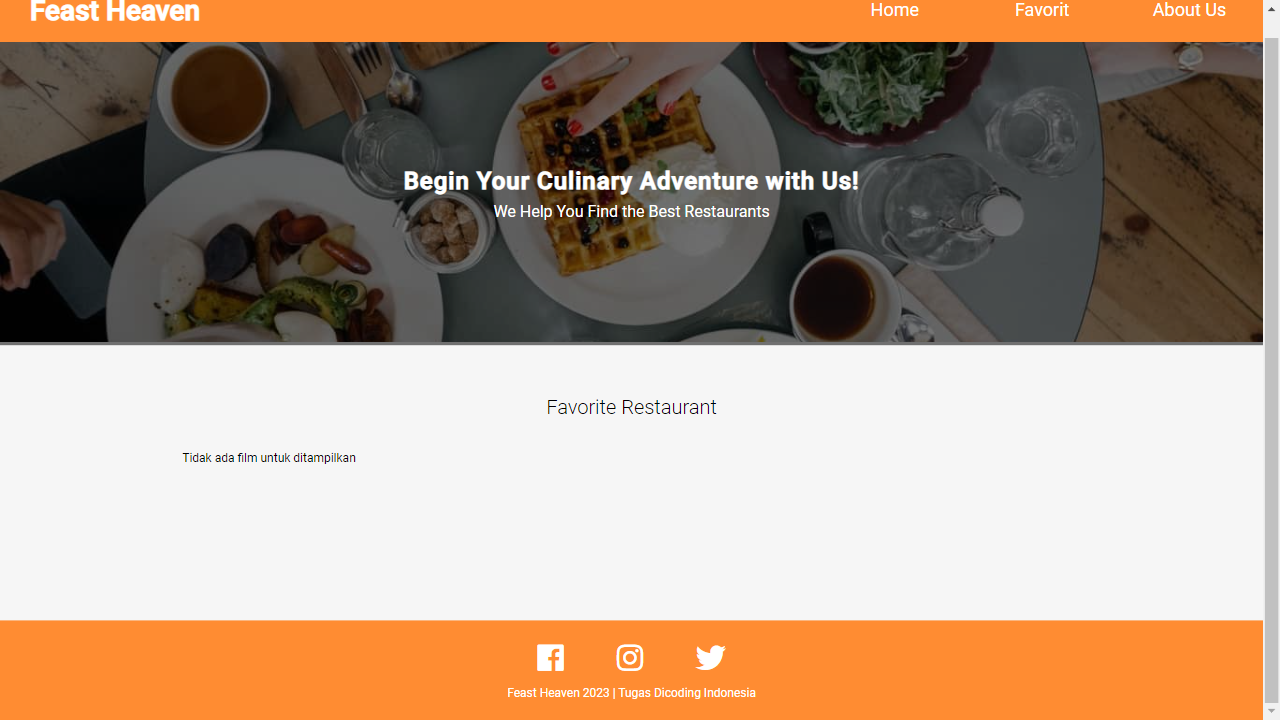 Feast Heaven
Home
Favorit
About Us
Begin Your Culinary Adventure with Us!
We Help You Find the Best Restaurants
Favorite Restaurant
Tidak ada film untuk ditampilkan
Feast Heaven 2023 | Tugas Dicoding Indonesia